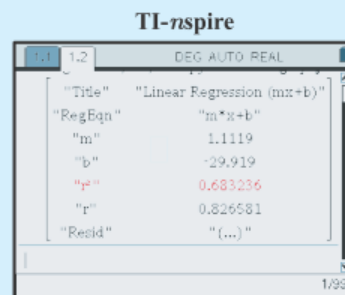 TI-nspire
1.1 1.2 DEG AUTO REAL
"Title" "Linear Regression (mx+b)"
"RegEqn" "m*x+b"
"m" 1.1119
"b" -29.919
"r²" 0.683236
"r" 0.826581
"Resid" "(...)"
1/99